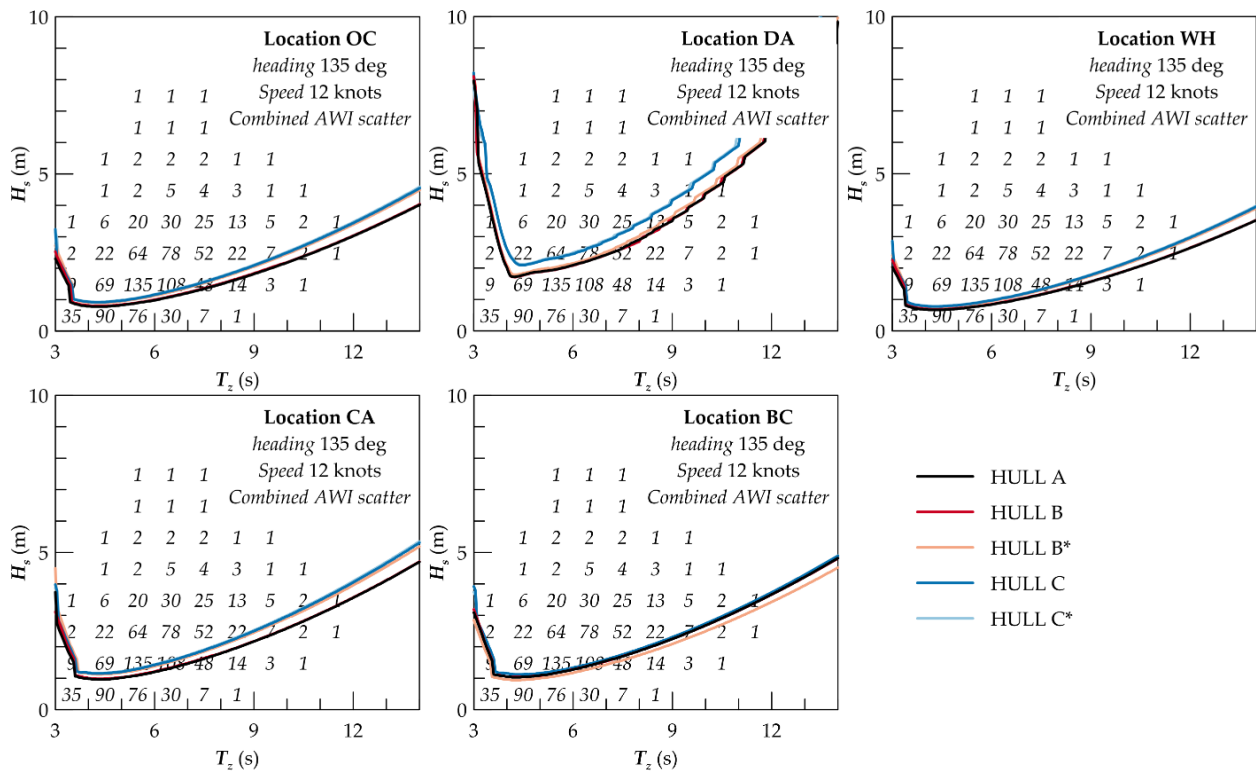 10
Location OC
heading 135 deg
1 1 1 Speed 12 knots
1 1 1 Combined AWI scatter
1 2 2 2 1 1
5 1 2 5 4 3 1 1
1 6 20 30 25 13 5 2 1
2 22 64 78 52 22 7 2 1
9 69 135 108 48 14 3 1
0 35 90 76 30 7 1
3 6 9 12
Hs (m)
Tz (s)
10
Location DA
heading 135 deg
1 1 1 Speed 12 knots
1 1 1 Combined AWI scatter
1 2 2 2 1 1
5 1 2 5 4 3 1 1
1 6 20 30 25 13 5 2 1
2 22 64 78 52 22 7 2 1
9 69 135 108 48 14 3 1
0 35 90 76 30 7 1
3 6 9 12
Hs (m)
Tz (s)
10
Location WH
heading 135 deg
1 1 1 Speed 12 knots
1 1 1 Combined AWI scatter
1 2 2 2 1 1
5 1 2 5 4 3 1 1
1 6 20 30 25 13 5 2 1
2 22 64 78 52 22 7 2 1
9 69 135 108 48 14 3 1
0 35 90 76 30 7 1
3 6 9 12
Hs (m)
Tz (s)
10
Location CA
heading 135 deg
1 1 1 Speed 12 knots
1 1 1 Combined AWI scatter
1 2 2 2 1 1
5 1 2 5 4 3 1 1
1 6 20 30 25 13 5 2 1
2 22 64 78 52 22 7 2 1
9 69 135 108 48 14 3 1
0 35 90 76 30 7 1
3 6 9 12
Hs (m)
Tz (s)
10
Location BC
heading 135 deg
1 1 1 Speed 12 knots
1 1 1 Combined AWI scatter
1 2 2 2 1 1
5 1 2 5 4 3 1 1
1 6 20 30 25 13 5 2 1
2 22 64 78 52 22 7 2 1
9 69 135 108 48 14 3 1
0 35 90 76 30 7 1
3 6 9 12
Hs (m)
Tz (s)
HULL A
HULL B
HULL B*
HULL C
HULL C*